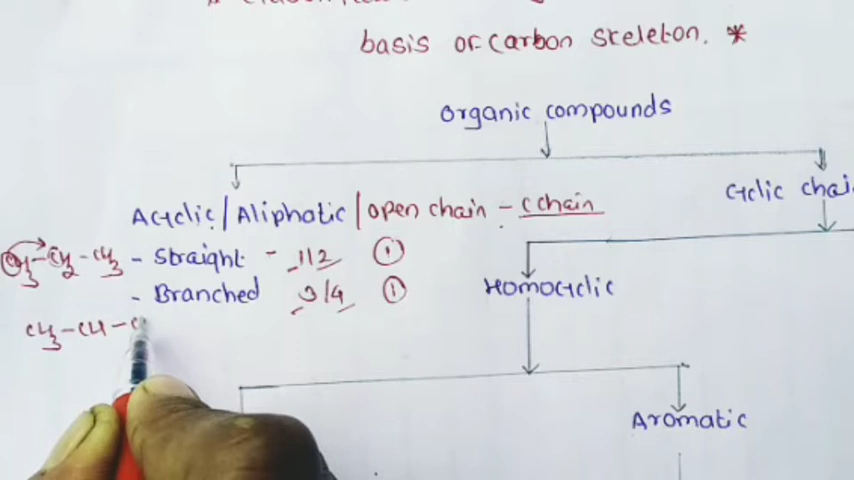 basis of carbon skeleton. *
Organic compounds
Acyclic / Aliphatic / open chain - c chain
Cyclic chai
CH3 - CH2 - CH3 - Straight - 1/2 1
- Branched 3/4 1
Homocyclic
CH3 - CH - C
Aromatic